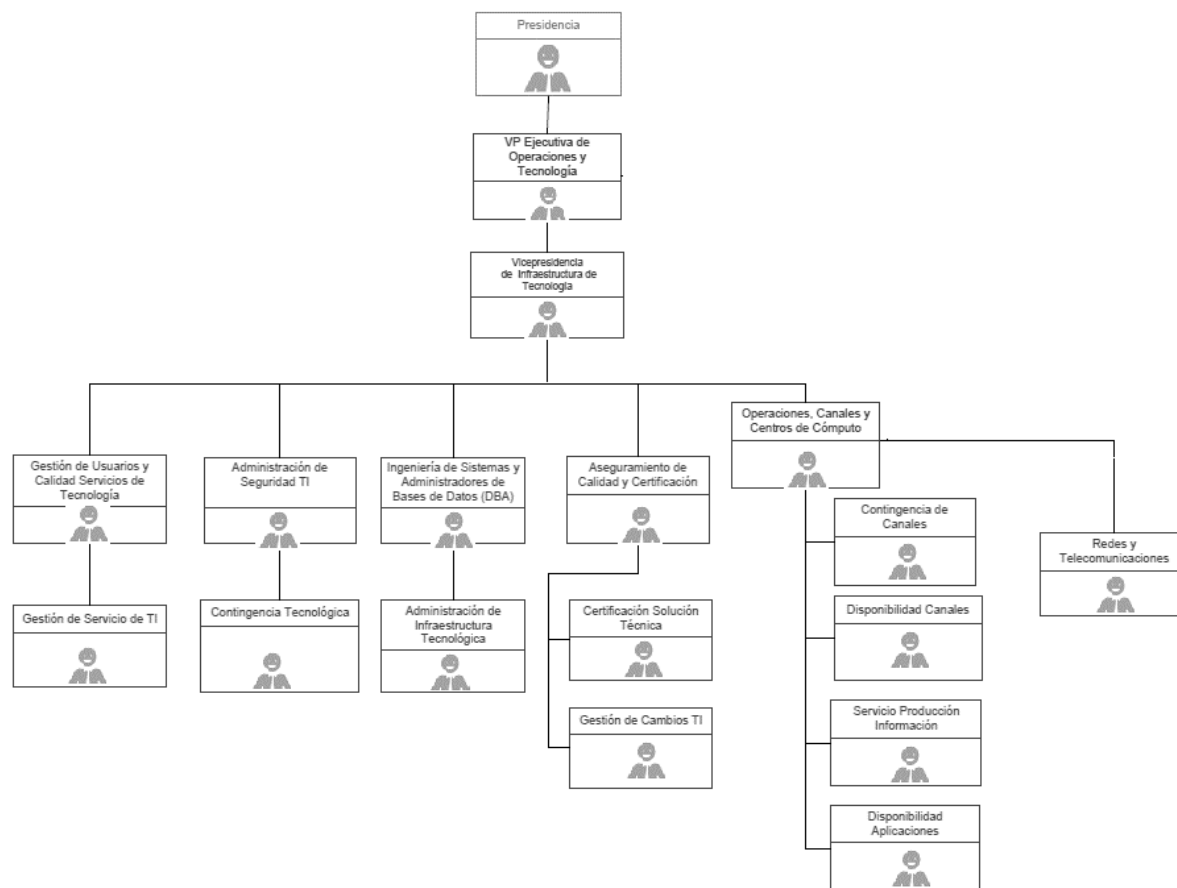 Presidencia
VP Ejecutiva de
Operaciones y
Tecnología
Vicepresidencia
de Infraestructura de
Tecnología
Operaciones, Canales y
Centros de Cómputo
Gestión de Usuarios y
Calidad Servicios de
Tecnología
Administración de
Seguridad TI
Ingeniería de Sistemas y
Administradores de
Bases de Datos (DBA)
Aseguramiento de
Calidad y Certificación
Contingencia de
Canales
Redes y
Telecomunicaciones
Gestión de Servicio de TI
Contingencia Tecnológica
Administración de
Infraestructura
Tecnológica
Certificación Solución
Técnica
Disponibilidad Canales
Gestión de Cambios TI
Servicio Producción
Información
Disponibilidad
Aplicaciones